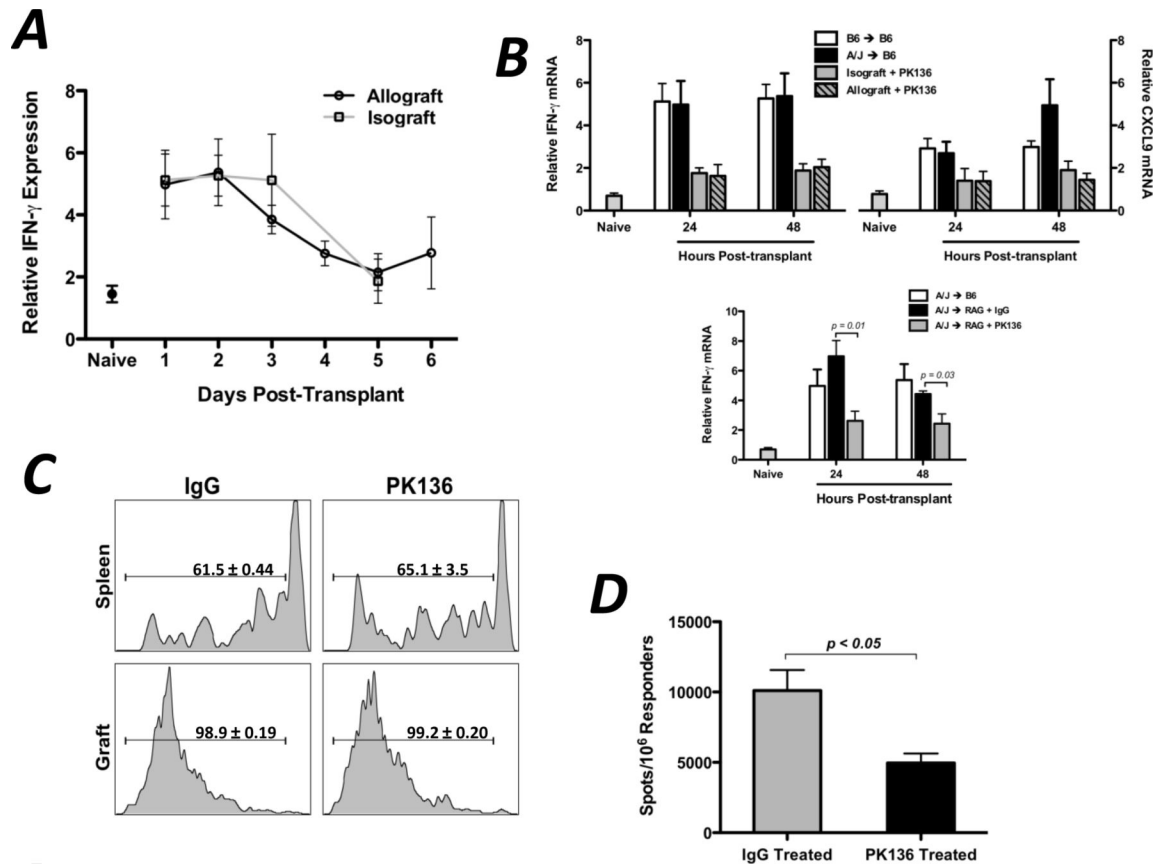 A
Relative IFN-γ Expression
8
6
4
2
0
Allograft
Isograft
Naive 1 2 3 4 5 6
Days Post-Transplant
B
B6 → B6
A/J → B6
Isograft + PK136
Allograft + PK136
Relative IFN-γ mRNA
8
6
4
2
0
Naive 24 48
Hours Post-transplant
Relative CXCL9 mRNA
8
6
4
2
0
Naive 24 48
Hours Post-transplant
A/J → B6
A/J → RAG + IgG
A/J → RAG + PK136
Relative IFN-γ mRNA
10
8
6
4
2
0
p = 0.01
p = 0.03
Naive 24 48
Hours Post-transplant
C
IgG PK136
Spleen
61.5 ± 0.44 65.1 ± 3.5
Graft
98.9 ± 0.19 99.2 ± 0.20
D
Spots/10⁶ Responders
15000
10000
5000
0
p < 0.05
IgG Treated PK136 Treated